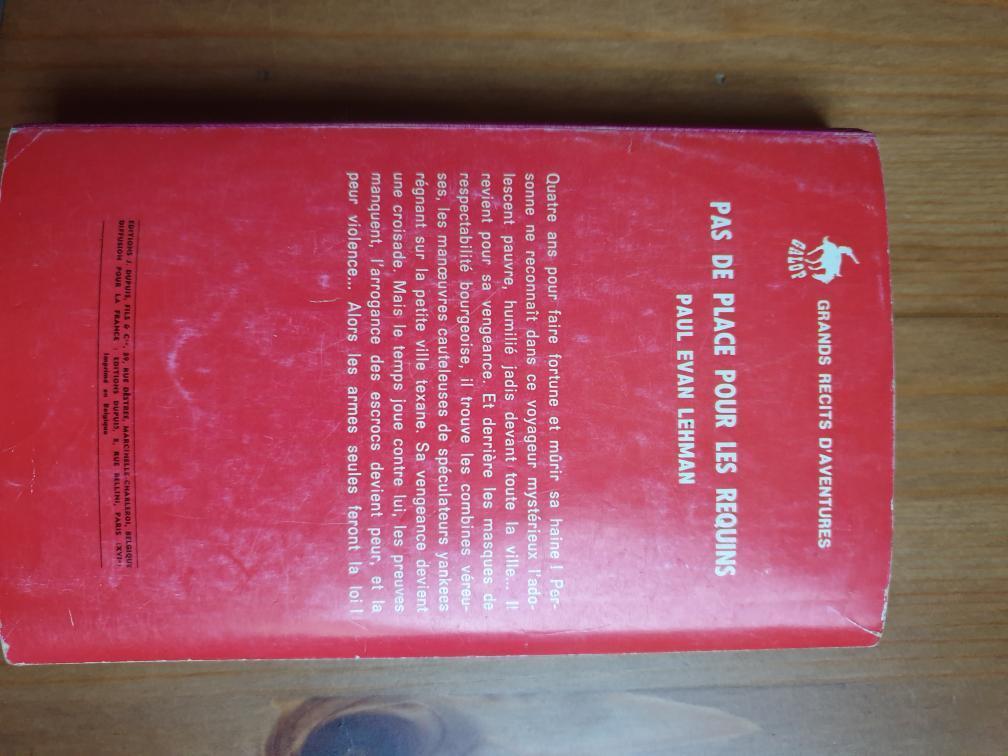 GRANDS RECITS D'AVENTURES
PAS DE PLACE POUR LES REQUINS
PAUL EVAN LEHMAN
Quatre ans pour faire fortune et mûrir sa haine ! Per-
sonne ne reconnaît dans ce voyageur mystérieux l'ado-
lescent pauvre, humilié jadis devant toute la ville... Il
revient pour sa vengeance. Et derrière les masques de
respectabilité bourgeoise, il trouve les combines véreu-
ses, les manœuvres cauteleuses de spéculateurs yankees
régnant sur la petite ville texane. Sa vengeance devient
une croisade. Mais le temps joue contre lui, les preuves
manquent, l'arrogance des escrocs devient peur, et la
peur violence... Alors les armes seules feront la loi !
EDITIONS J. DUPUIS, FILS & Cie, 39, RUE DESTREE, MARCINELLE-CHARLEROI, BELGIQUE
DIFFUSION POUR LA FRANCE : EDITIONS DUPUIS, RUE BELLINI, PARIS (XVIe)
Imprimé en Belgique